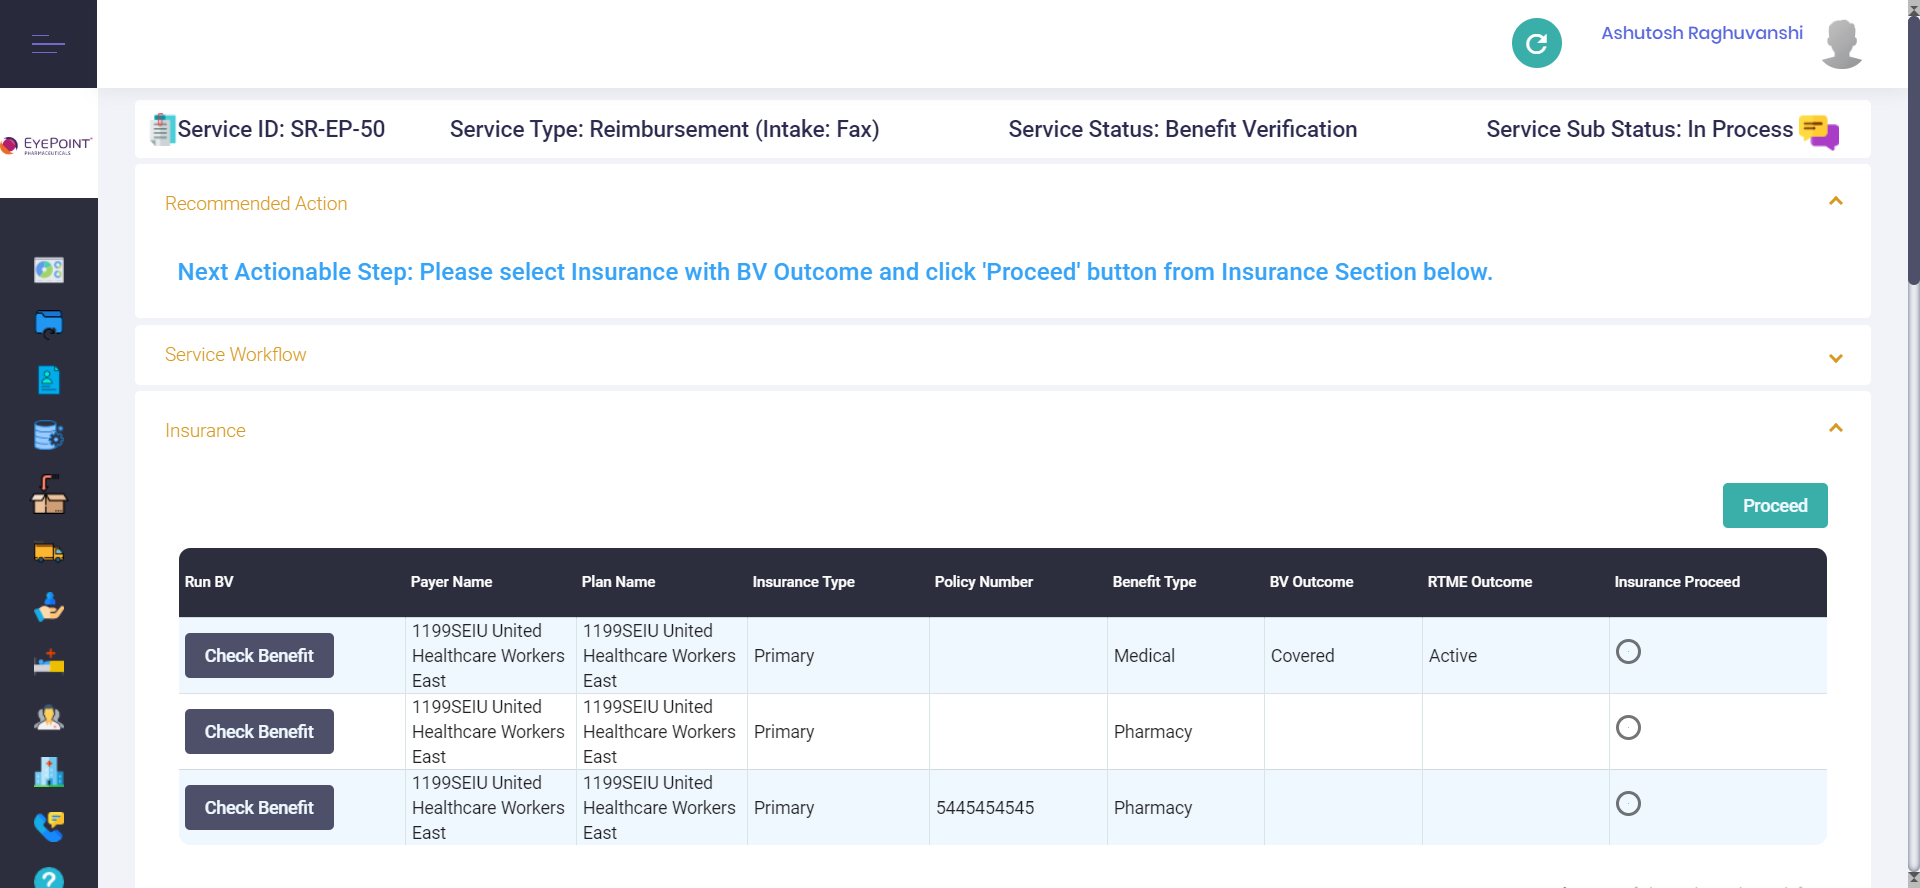 Ashutosh Raghuvanshi
EYEPOINT
PHARMACEUTICALS
Service ID: SR-EP-50 Service Type: Reimbursement (Intake: Fax) Service Status: Benefit Verification Service Sub Status: In Process
Recommended Action
Next Actionable Step: Please select Insurance with BV Outcome and click 'Proceed' button from Insurance Section below.
Service Workflow
Insurance
Proceed
Run BV Payer Name Plan Name Insurance Type Policy Number Benefit Type BV Outcome RTME Outcome Insurance Proceed
1199SEIU United 1199SEIU United
Check Benefit Healthcare Workers Healthcare Workers Primary Medical Covered Active
East East
1199SEIU United 1199SEIU United
Check Benefit Healthcare Workers Healthcare Workers Primary Pharmacy
East East
1199SEIU United 1199SEIU United
Check Benefit Healthcare Workers Healthcare Workers Primary 5445454545 Pharmacy
East East
?